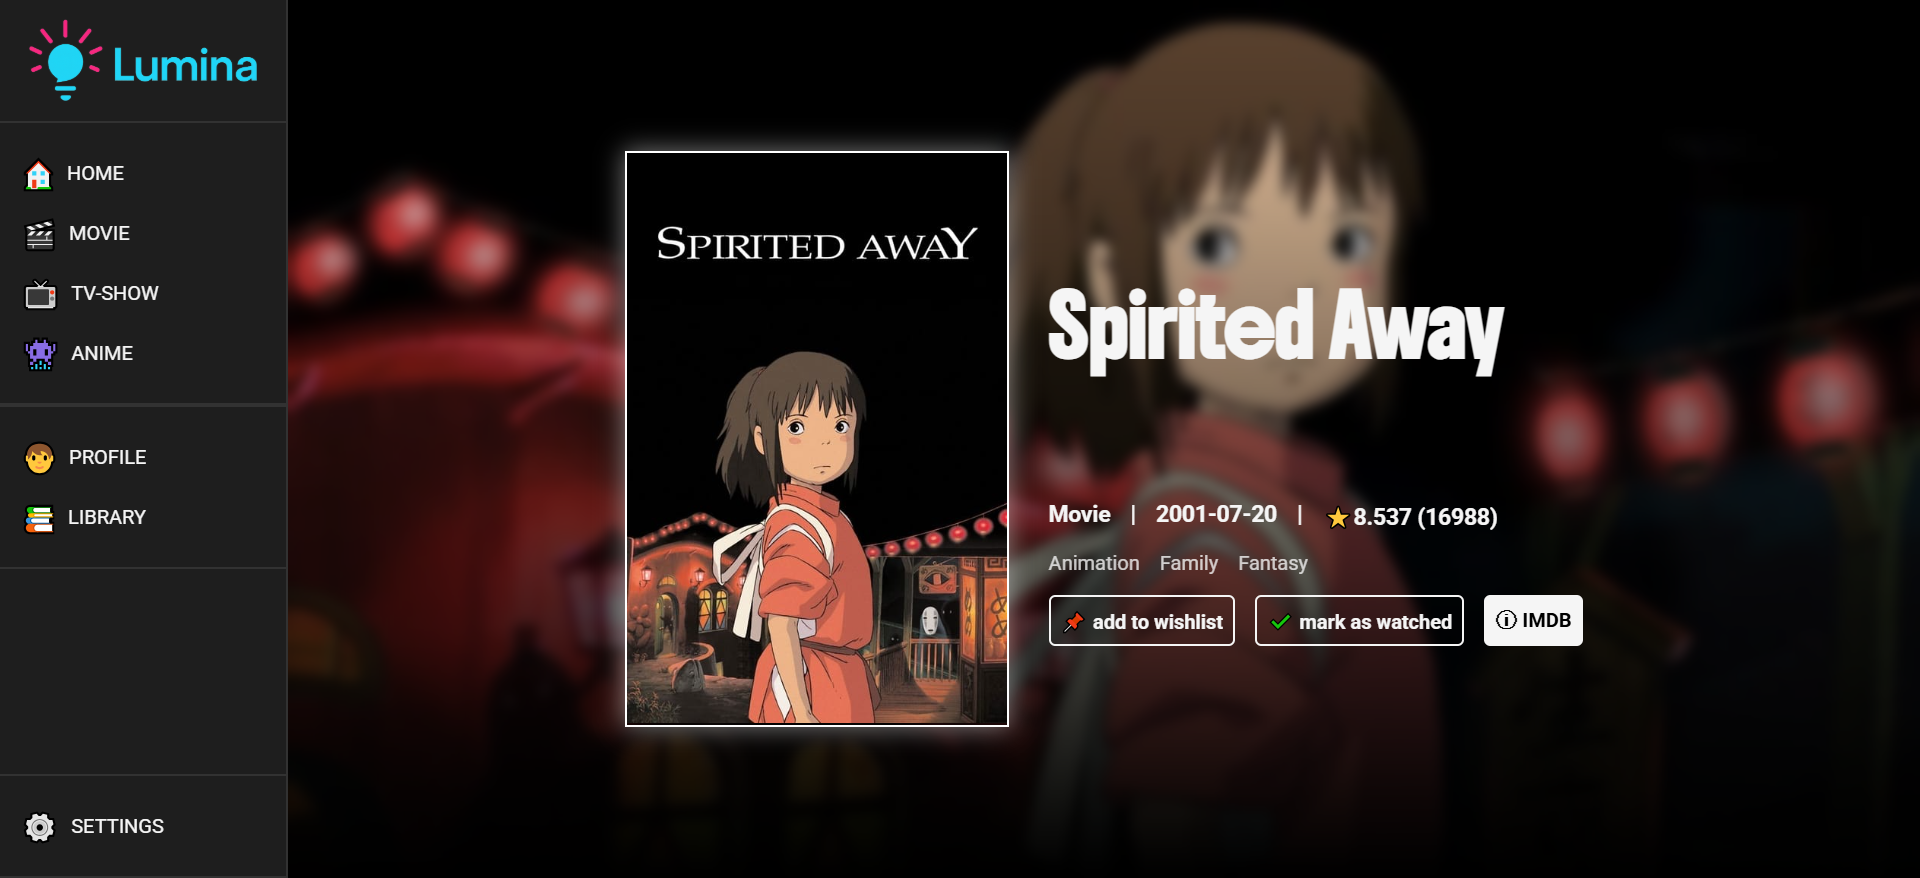 Lumina
HOME
MOVIE
TV-SHOW
ANIME
PROFILE
LIBRARY
SETTINGS
SPIRITED AWAY
Spirited Away
Movie | 2001-07-20 | 8.537 (16988)
Animation Family Fantasy
add to wishlist mark as watched IMDB